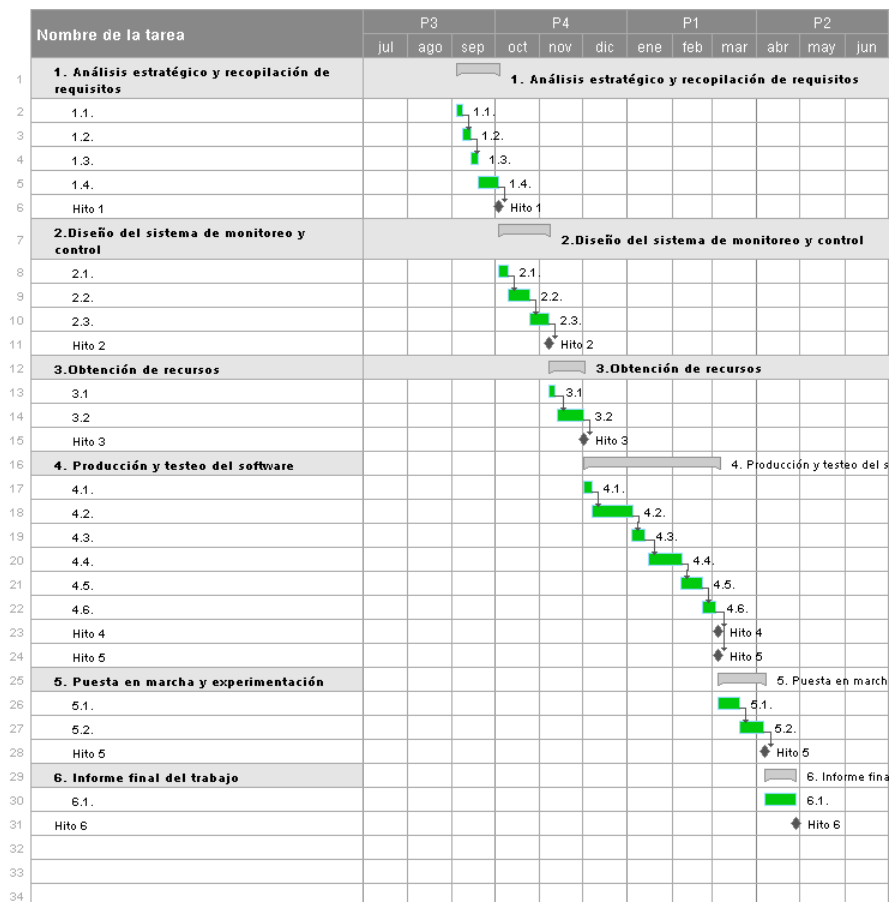 Nombre de la tarea
P3 P4 P1 P2
jul ago sep oct nov dic ene feb mar abr may jun
1 1. Análisis estratégico y recopilación de
requisitos
1. Análisis estratégico y recopilación de requisitos
2 1.1. 1.1.
3 1.2. 1.2.
4 1.3. 1.3.
5 1.4. 1.4.
6 Hito 1 Hito 1
7 2.Diseño del sistema de monitoreo y
control
2.Diseño del sistema de monitoreo y control
8 2.1. 2.1.
9 2.2. 2.2.
10 2.3. 2.3.
11 Hito 2 Hito 2
12 3.Obtención de recursos 3.Obtención de recursos
13 3.1 3.1
14 3.2 3.2
15 Hito 3 Hito 3
16 4. Producción y testeo del software 4. Producción y testeo del s
17 4.1. 4.1.
18 4.2. 4.2.
19 4.3. 4.3.
20 4.4. 4.4.
21 4.5. 4.5.
22 4.6. 4.6.
23 Hito 4 Hito 4
24 Hito 5 Hito 5
25 5. Puesta en marcha y experimentación 5. Puesta en march
26 5.1. 5.1.
27 5.2. 5.2.
28 Hito 5 Hito 5
29 6. Informe final del trabajo 6. Informe fina
30 6.1. 6.1.
31 Hito 6 Hito 6
32
33
34